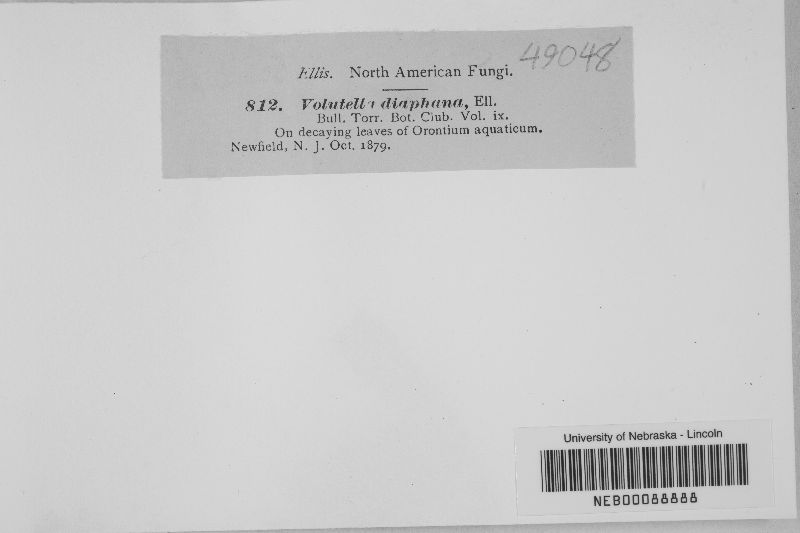 49048
Ellis. North American Fungi.
812. Volutella diaphana, Ell.
Bull. Torr. Bot. Club. Vol. ix.
On decaying leaves of Orontium aquaticum.
Newfield, N. J. Oct. 1879.
University of Nebraska - Lincoln
NEB00088888